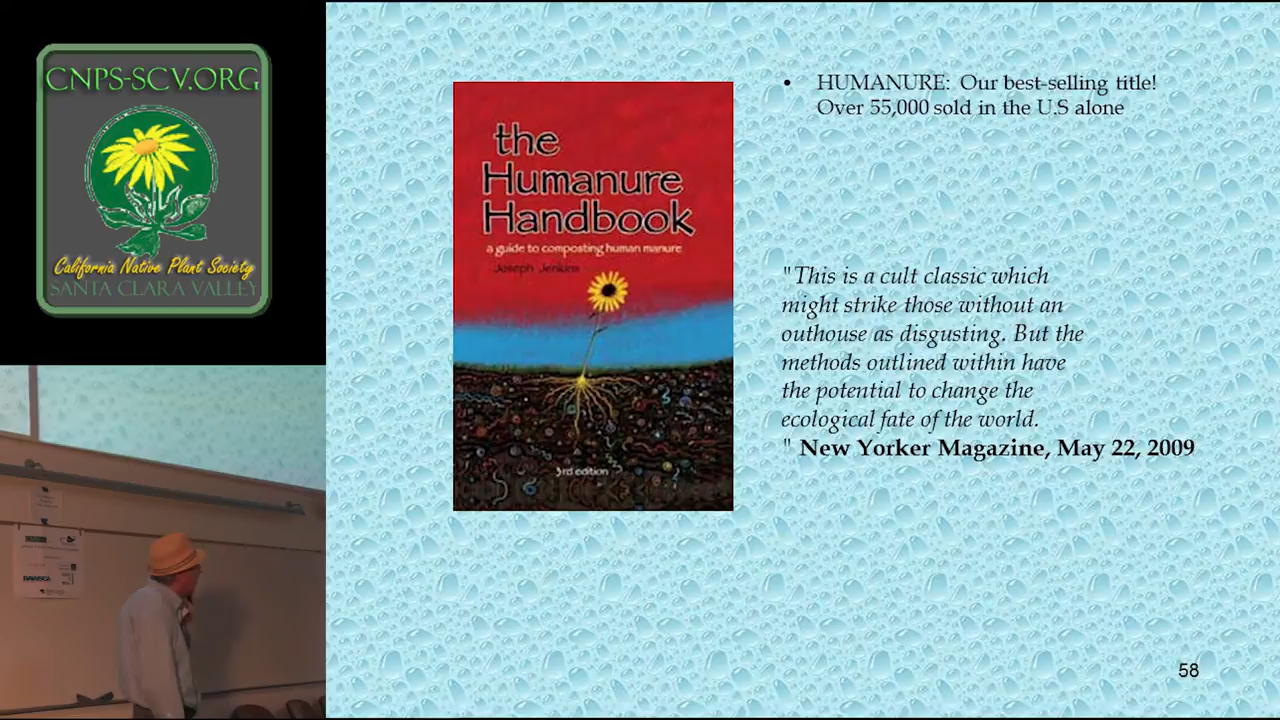 CNPS-SCV.ORG
California Native Plant Society
SANTA CLARA VALLEY
the
Humanure
Handbook
a guide to composting human manure
Joseph Jenkins
3rd edition
• HUMANURE: Our best-selling title!
Over 55,000 sold in the U.S alone
"This is a cult classic which
might strike those without an
outhouse as disgusting. But the
methods outlined within have
the potential to change the
ecological fate of the world.
" New Yorker Magazine, May 22, 2009
58